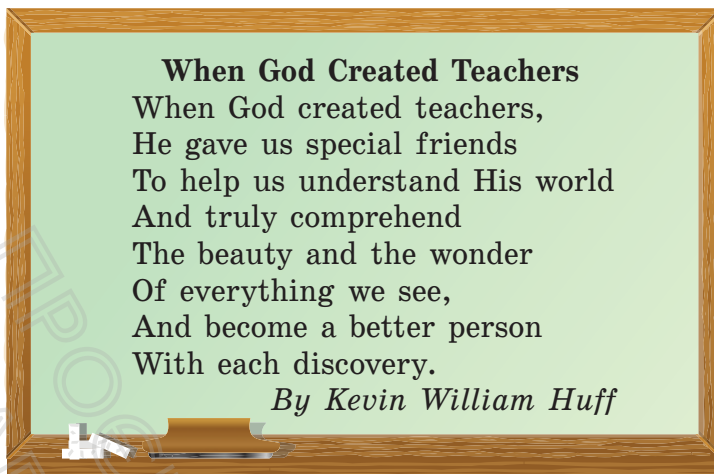 When God Created Teachers
When God created teachers,
He gave us special friends
To help us understand His world
And truly comprehend
The beauty and the wonder
Of everything we see,
And become a better person
With each discovery.
By Kevin William Huff